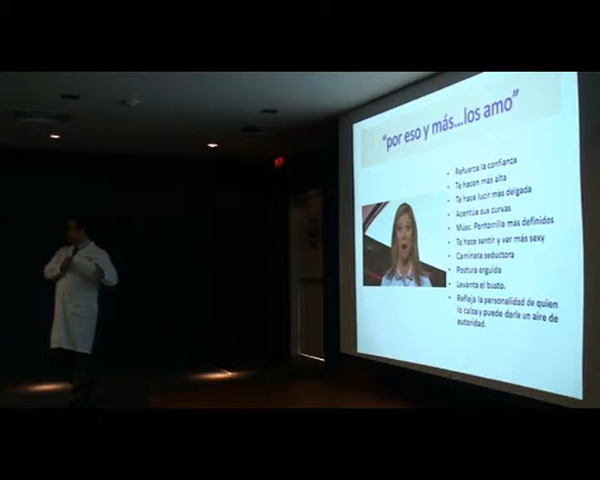 "por eso y más...los amo"
• Refuerza la confianza
• Te hacen mas alta
• Te hace lucir más delgada
• Acentúa sus curvas
• Músc. Pantorrilla más definidos
• Te hace sentir y ver más sexy
• Caminata seductora
• Postura erguida
• Levanta el busto.
• Refleja la personalidad de quien
lo calza y puede darle un aire de
autoridad.